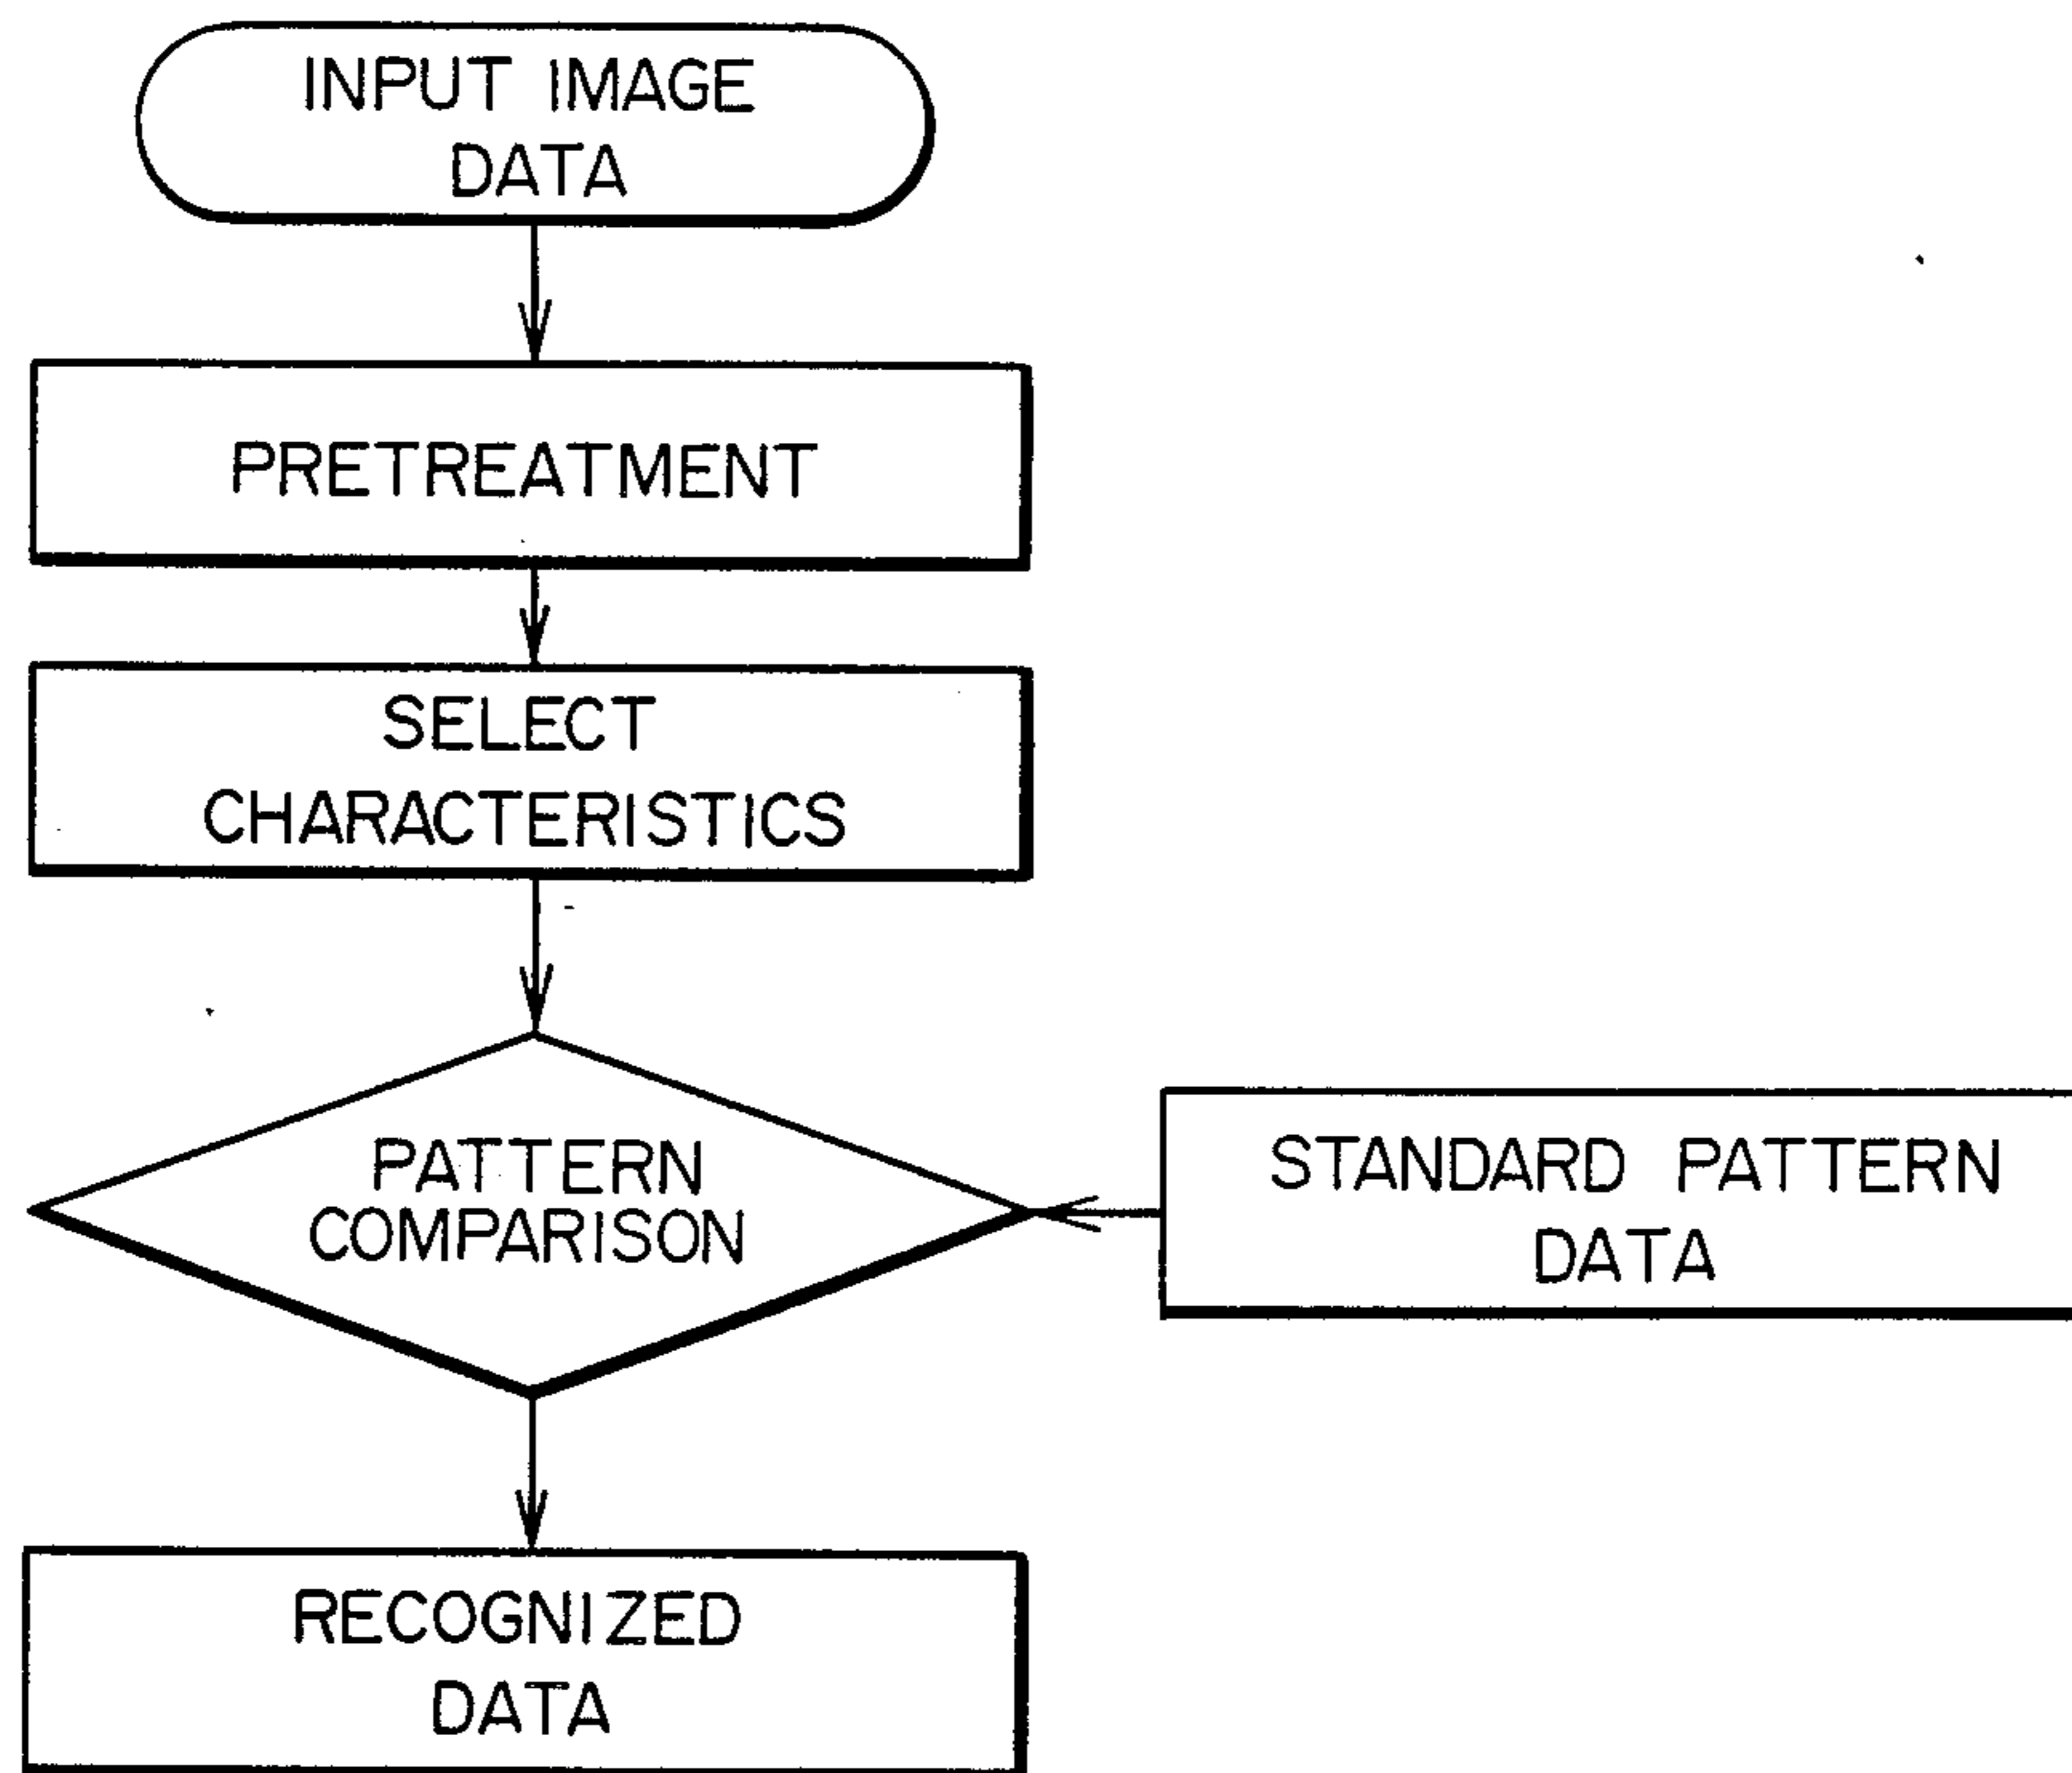 INPUT IMAGE
DATA
PRETREATMENT
SELECT
CHARACTERISTICS
PATTERN
COMPARISON
STANDARD PATTERN
DATA
RECOGNIZED
DATA